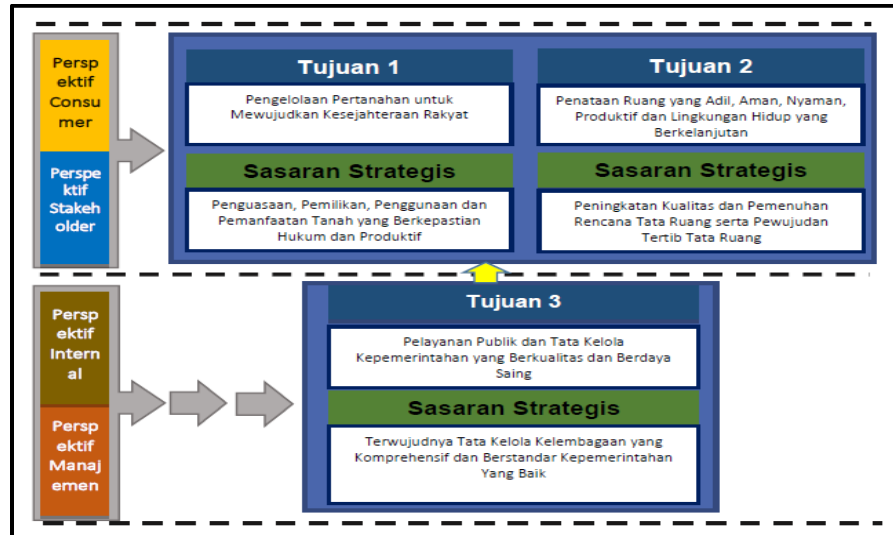 Persp
ektif
Consu
mer
Perspe
ktif
Stakeh
older
Tujuan 1
Pengelolaan Pertanahan untuk
Mewujudkan Kesejahteraan Rakyat
Sasaran Strategis
Penguasaan, Pemilikan, Penggunaan dan
Pemanfaatan Tanah yang Berkepastian
Hukum dan Produktif
Tujuan 2
Penataan Ruang yang Adil, Aman, Nyaman,
Produktif dan Lingkungan Hidup yang
Berkelanjutan
Sasaran Strategis
Peningkatan Kualitas dan Pemenuhan
Rencana Tata Ruang serta Pewujudan
Tertib Tata Ruang
Persp
ektif
Intern
al
Persp
ektif
Manaj
emen
Tujuan 3
Pelayanan Publik dan Tata Kelola
Kepemerintahan yang Berkualitas dan Berdaya
Saing
Sasaran Strategis
Terwujudnya Tata Kelola Kelembagaan yang
Komprehensif dan Berstandar Kepemerintahan
Yang Baik